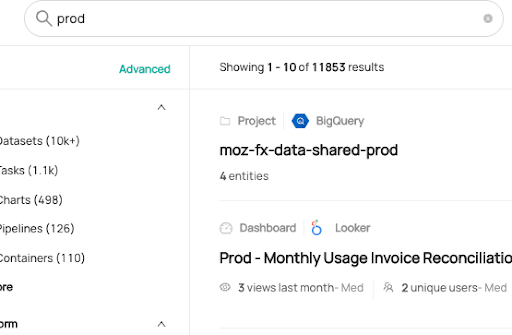 prod
Advanced
Showing 1 - 10 of 11853 results
Project BigQuery
moz-fx-data-shared-prod
4 entities
Datasets (10k+)
Tasks (1.1k)
Charts (498)
Pipelines (126)
Containers (110)
Dashboard Looker
Prod - Monthly Usage Invoice Reconciliatio
3 views last month- Med 2 unique users- Med
ore
orm